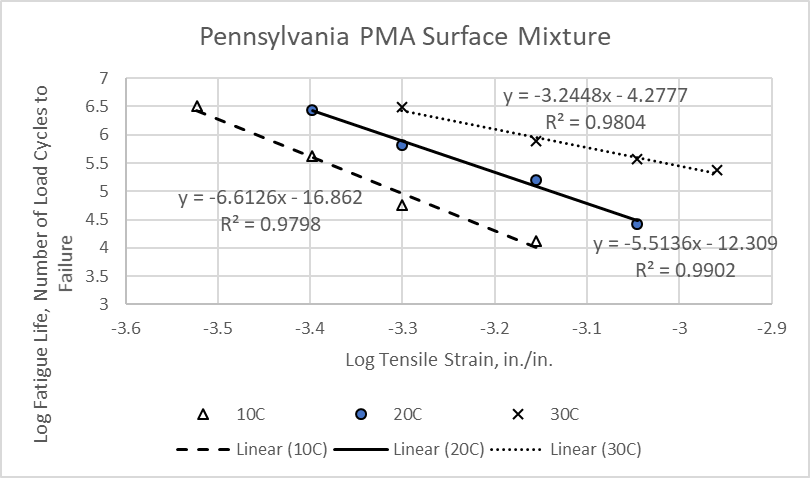 Pennsylvania PMA Surface Mixture
Log Fatigue Life, Number of Load Cycles to
Failure
7
6.5
6
5.5
5
4.5
4
3.5
3
y = -3.2448x - 4.2777
R² = 0.9804
y = -6.6126x - 16.862
R² = 0.9798
y = -5.5136x - 12.309
R² = 0.9902
-3.6 -3.5 -3.4 -3.3 -3.2 -3.1 -3 -2.9
Log Tensile Strain, in./in.
10C 20C 30C
Linear (10C) Linear (20C) Linear (30C)